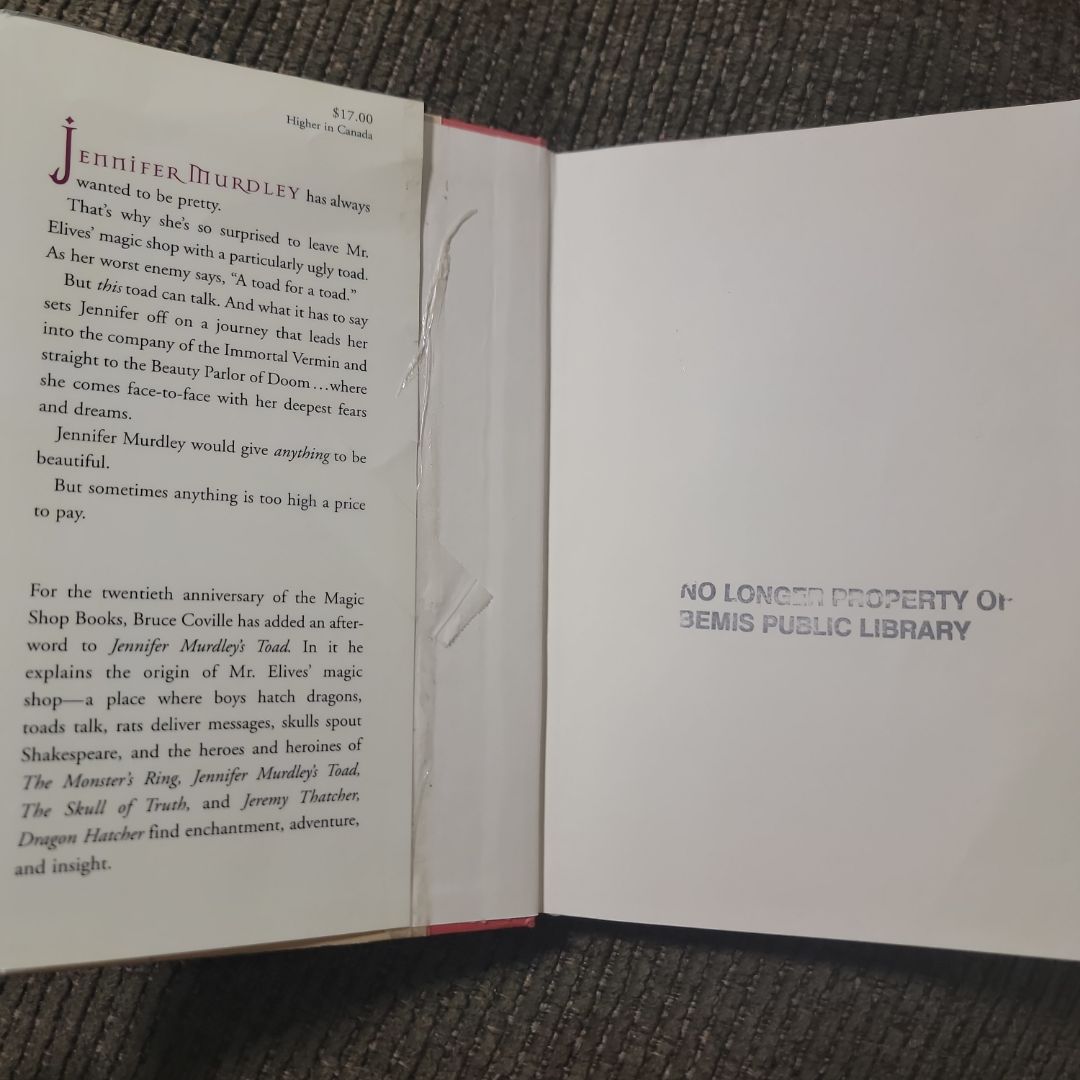 $17.00
Higher in Canada
Jennifer Murdley has always
wanted to be pretty.
That's why she's so surprised to leave Mr.
Elives' magic shop with a particularly ugly toad.
As her worst enemy says, “A toad for a toad.”
But this toad can talk. And what it has to say
sets Jennifer off on a journey that leads her
into the company of the Immortal Vermin and
straight to the Beauty Parlor of Doom...where
she comes face-to-face with her deepest fears
and dreams.
Jennifer Murdley would give anything to be
beautiful.
But sometimes anything is too high a price
to pay.
For the twentieth anniversary of the Magic
Shop Books, Bruce Coville has added an after-
word to Jennifer Murdley's Toad. In it he
explains the origin of Mr. Elives' magic
shop—a place where boys hatch dragons,
toads talk, rats deliver messages, skulls spout
Shakespeare, and the heroes and heroines of
The Monster's Ring, Jennifer Murdley's Toad,
The Skull of Truth, and Jeremy Thatcher,
Dragon Hatcher find enchantment, adventure,
and insight.
NO LONGER PROPERTY OF
BEMIS PUBLIC LIBRARY